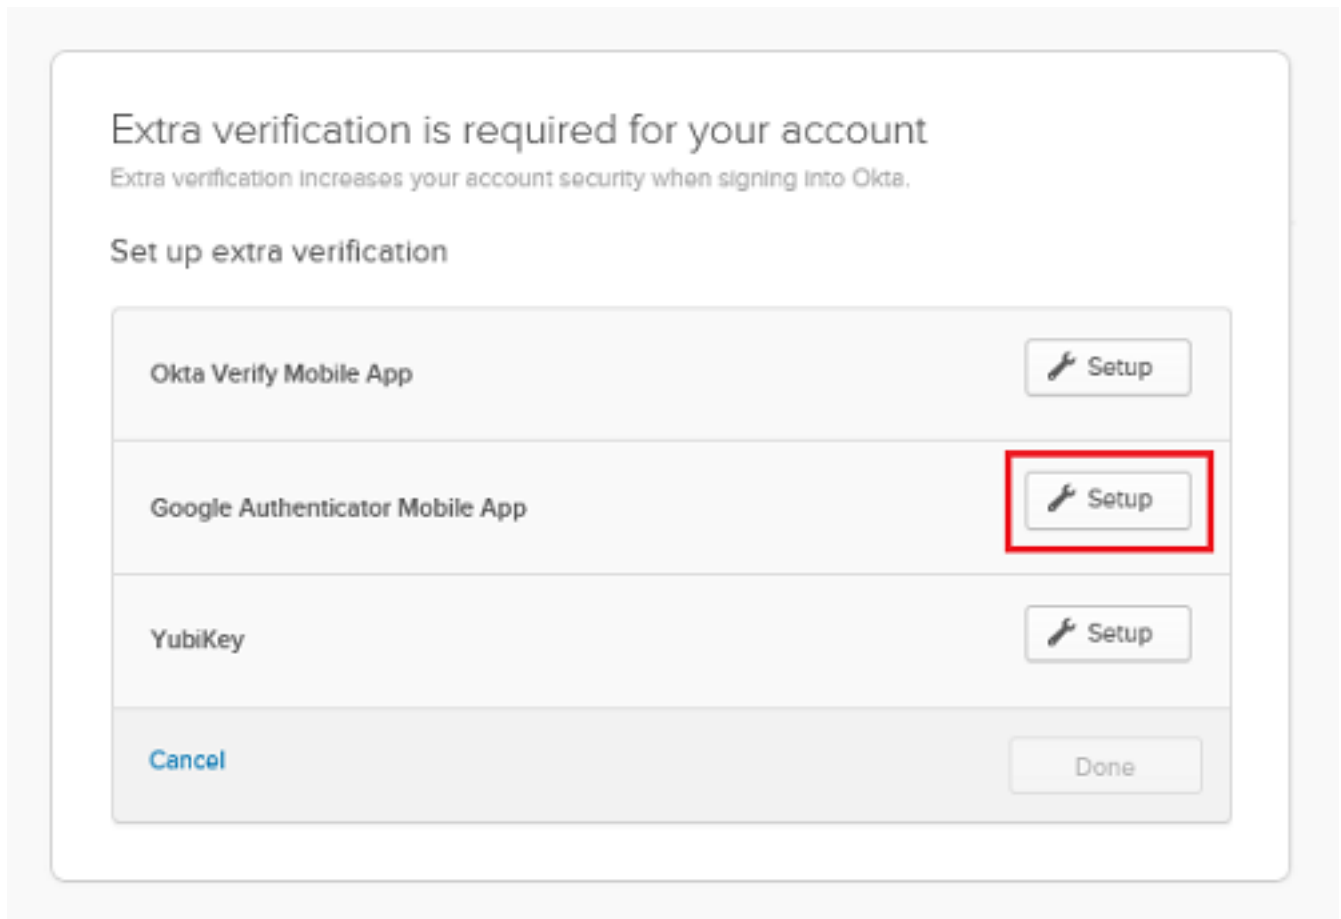 Extra verification is required for your account
Extra verification increases your account security when signing into Okta.
Set up extra verification
Okta Verify Mobile App
Setup
Google Authenticator Mobile App
Setup
YubiKey
Setup
Cancel
Done